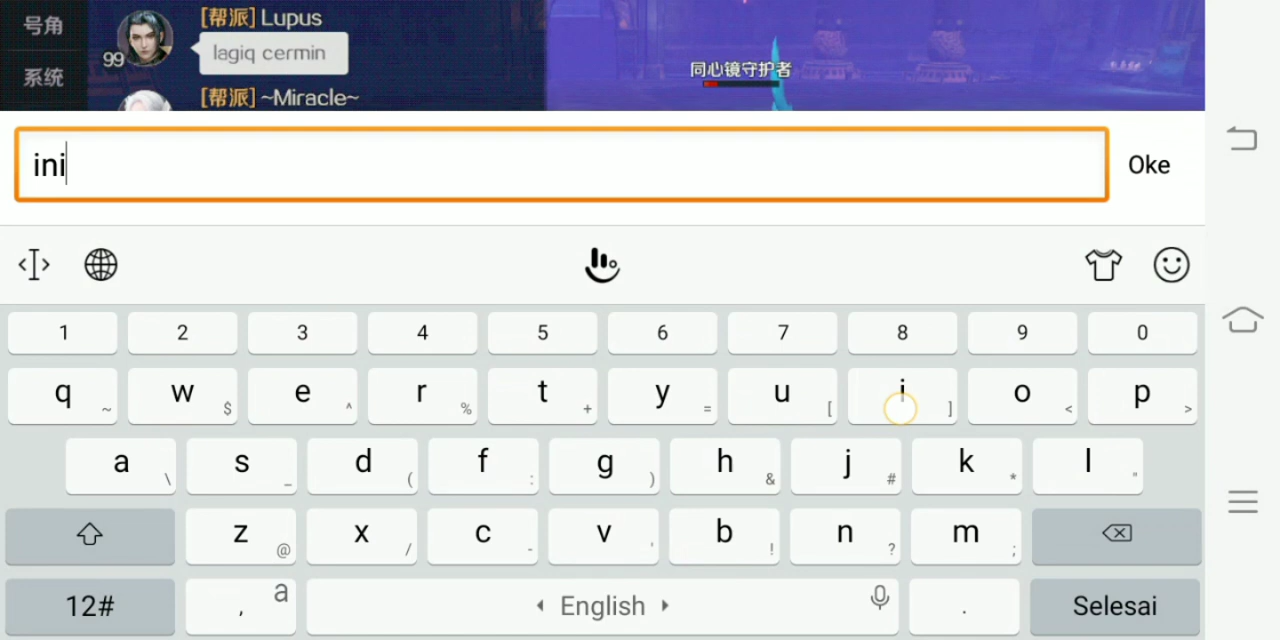 号角
系统
[帮派] Lupus
99
lagiq cermin
[帮派] ~Miracle~
同心镜守护者
ini
Oke
1 2 3 4 5 6 7 8 9 0
q ~ w $ e ^ r % t + y = u [ i ] o < p >
a \ s _ d ( f : g ) h & j # k * l "
z @ x / c - v ' b ! n ? m ;
12# , a English . Selesai